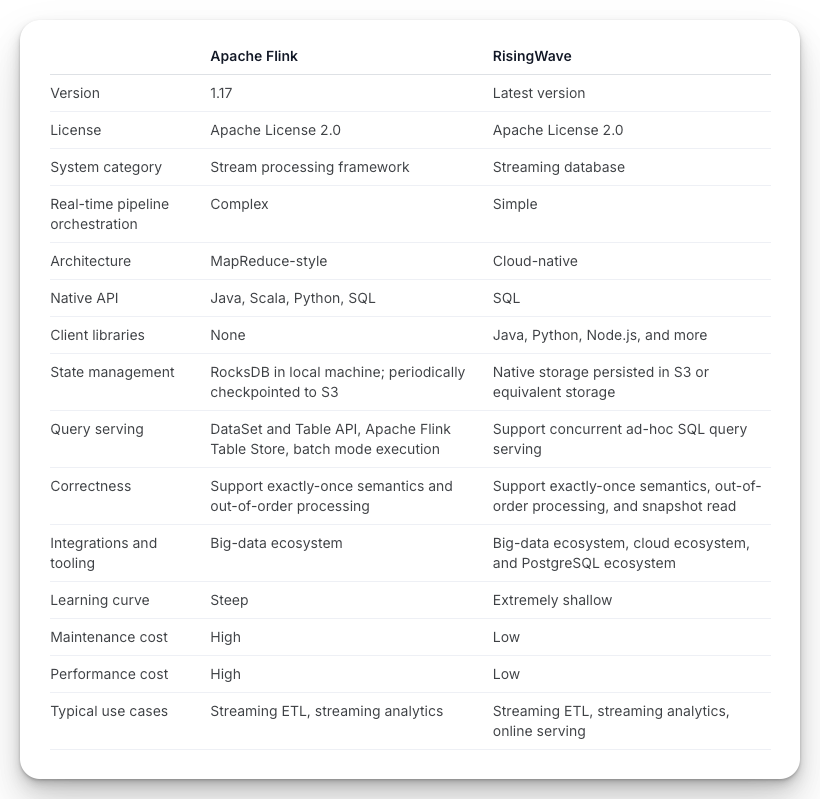 Apache Flink RisingWave
Version 1.17 Latest version
License Apache License 2.0 Apache License 2.0
System category Stream processing framework Streaming database
Real-time pipeline Complex Simple
orchestration
Architecture MapReduce-style Cloud-native
Native API Java, Scala, Python, SQL SQL
Client libraries None Java, Python, Node.js, and more
State management RocksDB in local machine; periodically Native storage persisted in S3 or
checkpointed to S3 equivalent storage
Query serving DataSet and Table API, Apache Flink Support concurrent ad-hoc SQL query
Table Store, batch mode execution serving
Correctness Support exactly-once semantics and Support exactly-once semantics, out-of-
out-of-order processing order processing, and snapshot read
Integrations and Big-data ecosystem Big-data ecosystem, cloud ecosystem,
tooling and PostgreSQL ecosystem
Learning curve Steep Extremely shallow
Maintenance cost High Low
Performance cost High Low
Typical use cases Streaming ETL, streaming analytics Streaming ETL, streaming analytics,
online serving